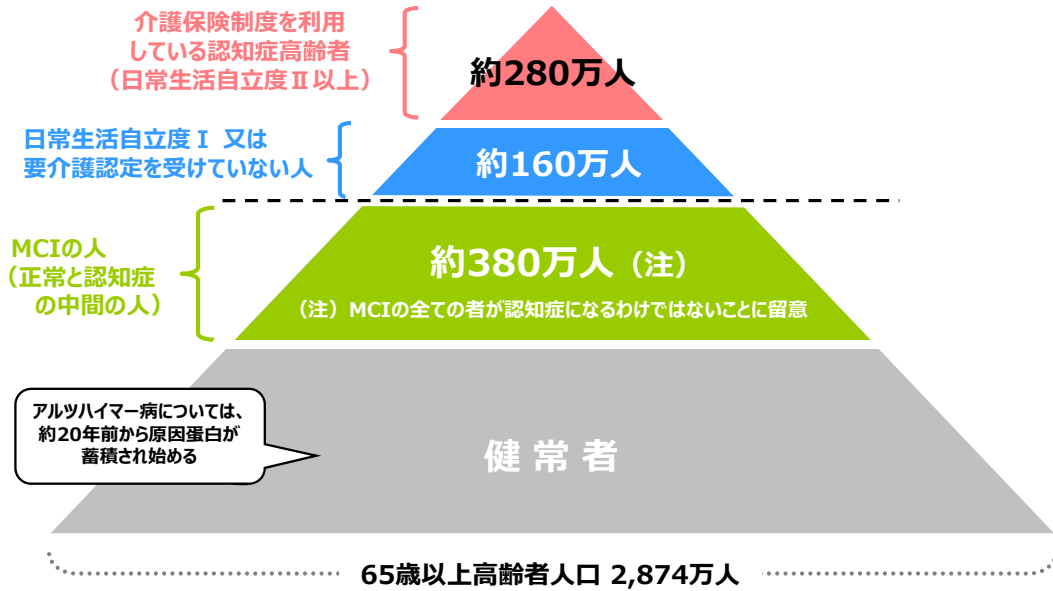 介護保険制度を利用
している認知症高齢者
（日常生活自立度Ⅱ以上）
約280万人
日常生活自立度Ⅰ 又は
要介護認定を受けていない人
約160万人
MCIの人
（正常と認知症
の中間の人）
約380万人（注）
（注）MCIの全ての者が認知症になるわけではないことに留意
アルツハイマー病については、
約20年前から原因蛋白が
蓄積され始める
健常者
65歳以上高齢者人口 2,874万人